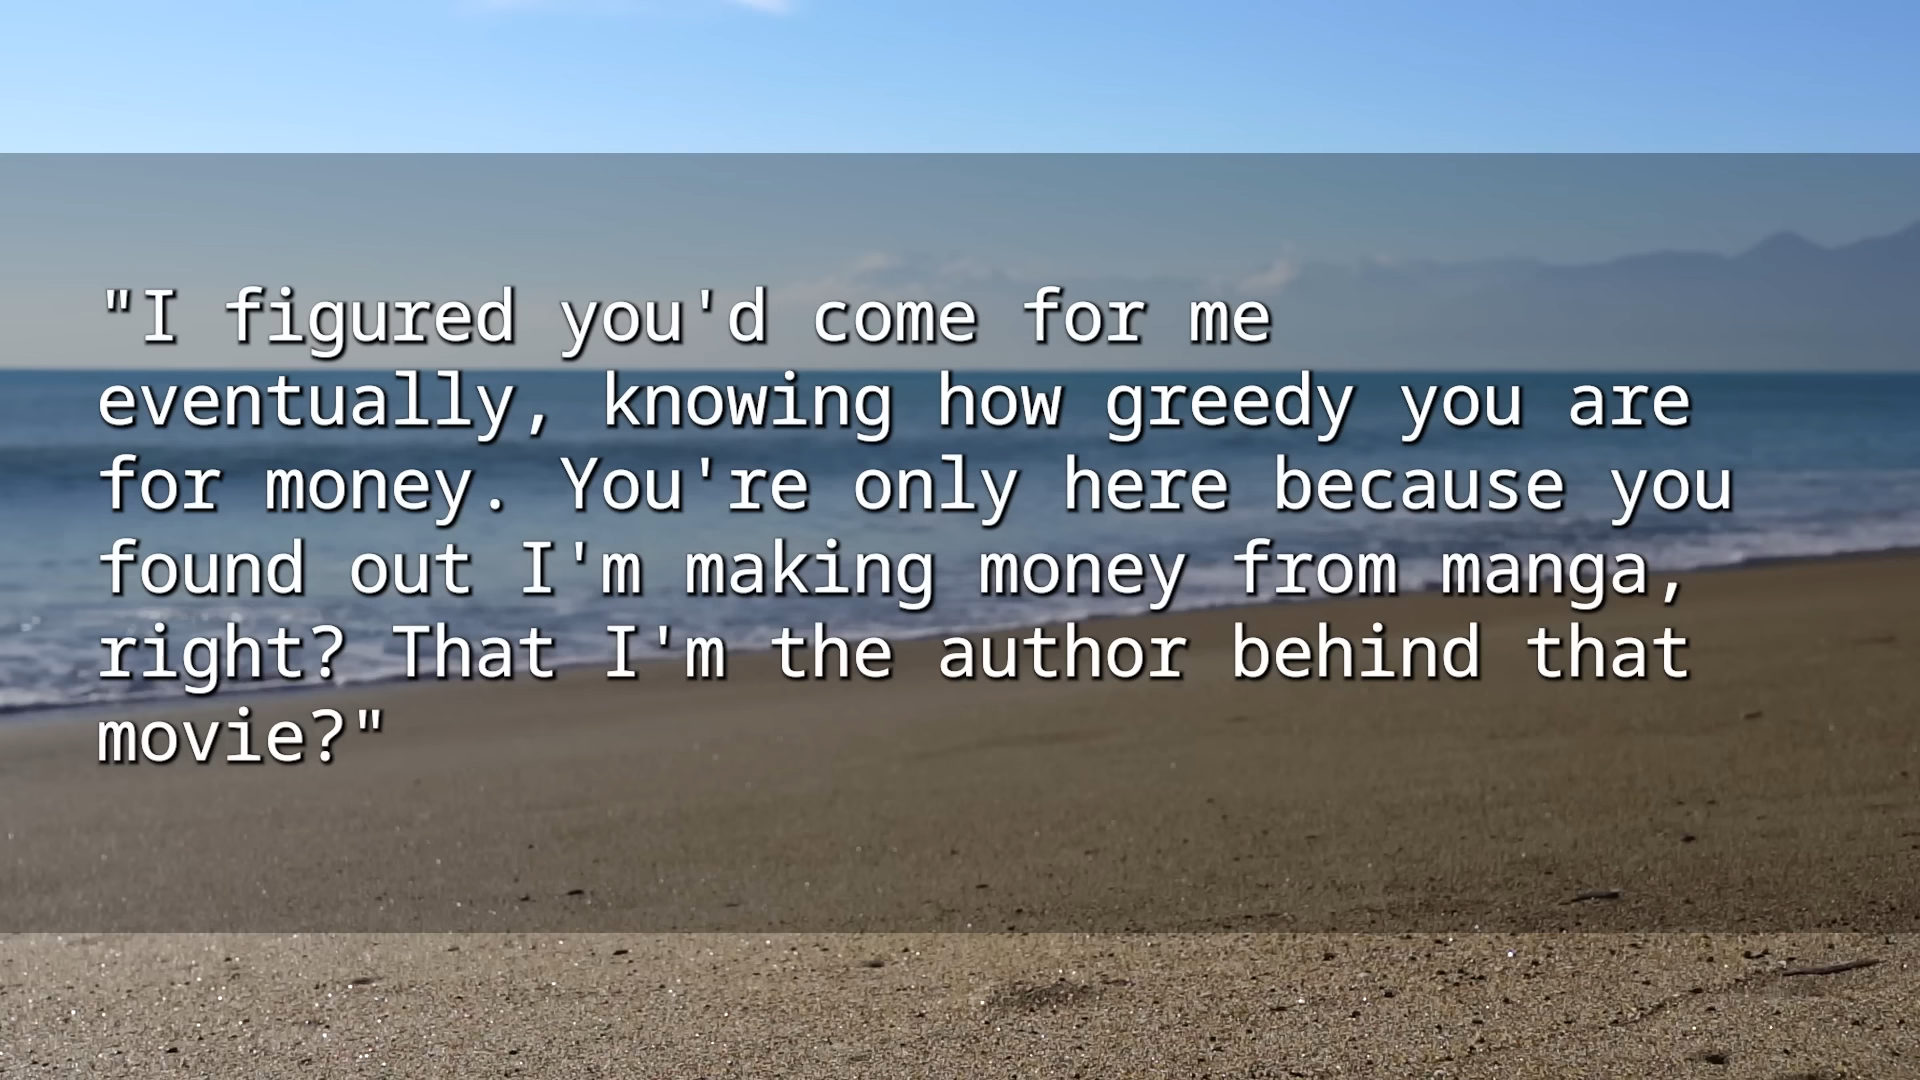 "I figured you'd come for me
eventually, knowing how greedy you are
for money. You're only here because you
found out I'm making money from manga,
right? That I'm the author behind that
movie?"